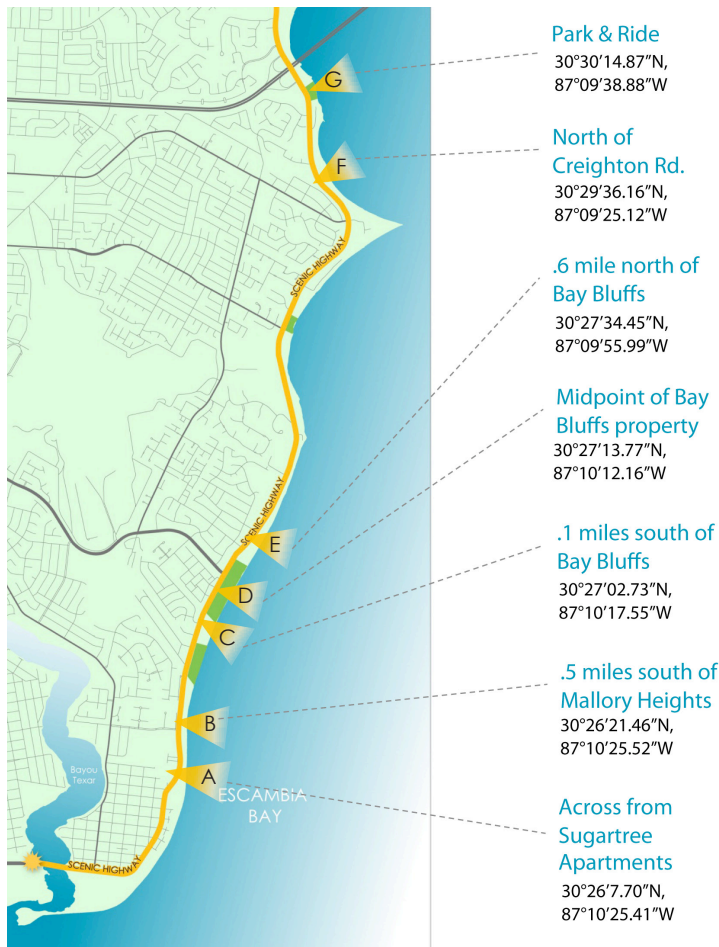 Park & Ride
30°30’14.87”N,
87°09’38.88”W
G
North of
Creighton Rd.
30°29’36.16”N,
87°09’25.12”W
F
SCENIC HIGHWAY
.6 mile north of
Bay Bluffs
30°27’34.45”N,
87°09’55.99”W
Midpoint of Bay
Bluffs property
30°27’13.77”N,
87°10’12.16”W
SCENIC HIGHWAY
E
.1 miles south of
Bay Bluffs
30°27’02.73”N,
87°10’17.55”W
D
C
.5 miles south of
Mallory Heights
30°26’21.46”N,
87°10’25.52”W
B
Bayou
Texar
A
ESCAMBIA
BAY
Across from
Sugartree
Apartments
30°26’7.70”N,
87°10’25.41”W
SCENIC HIGHWAY